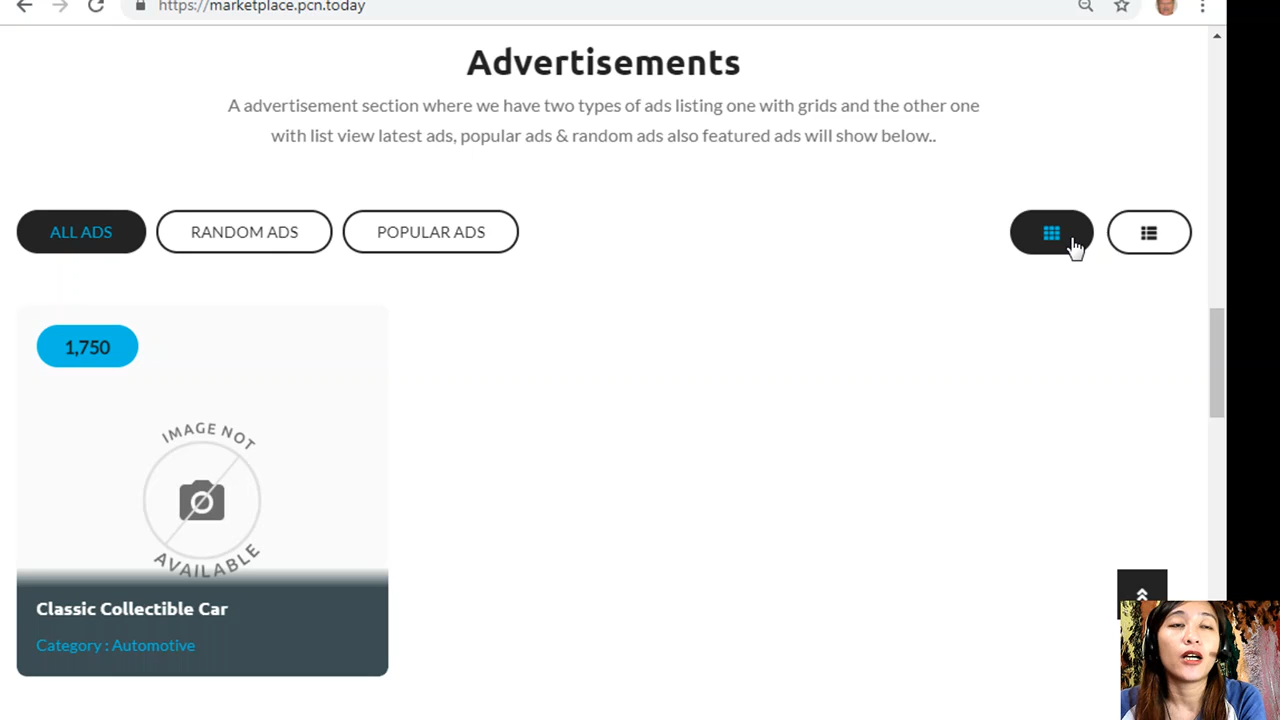 https://marketplace.pcn.today
Advertisements
A advertisement section where we have two types of ads listing one with grids and the other one
with list view latest ads, popular ads & random ads also featured ads will show below..
ALL ADS
RANDOM ADS
POPULAR ADS
1,750
IMAGE NOT
AVAILABLE
Classic Collectible Car
Category : Automotive